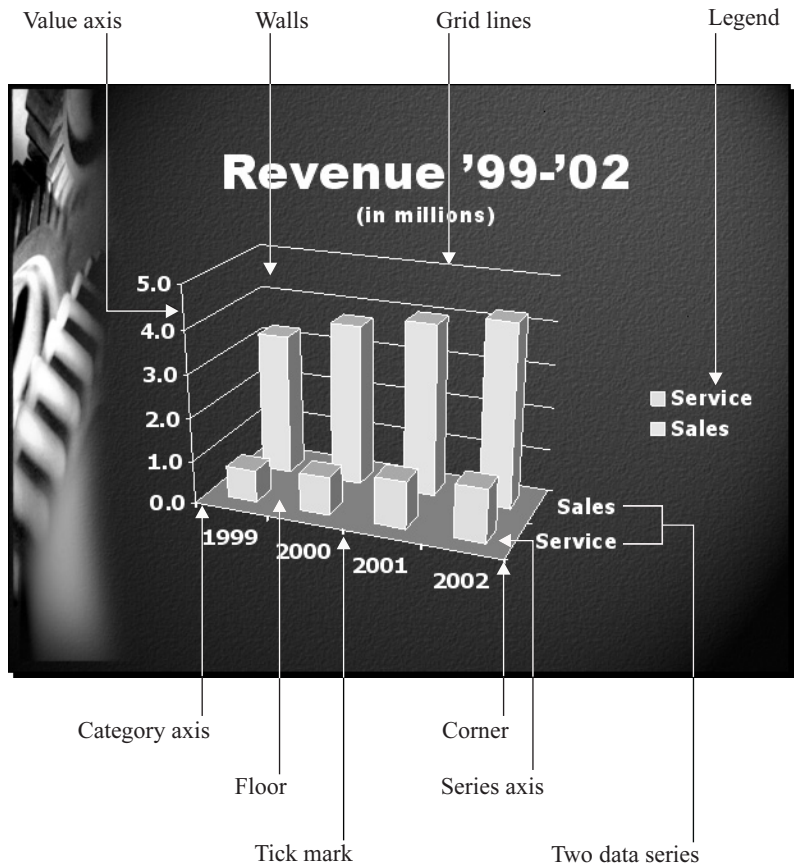 Value axis
Walls
Grid lines
Legend
Revenue ’99-’02
(in millions)
5.0
4.0
3.0
2.0
1.0
0.0
1999
2000
2001
2002
Service
Sales
Sales
Service
Category axis
Corner
Floor
Series axis
Tick mark
Two data series